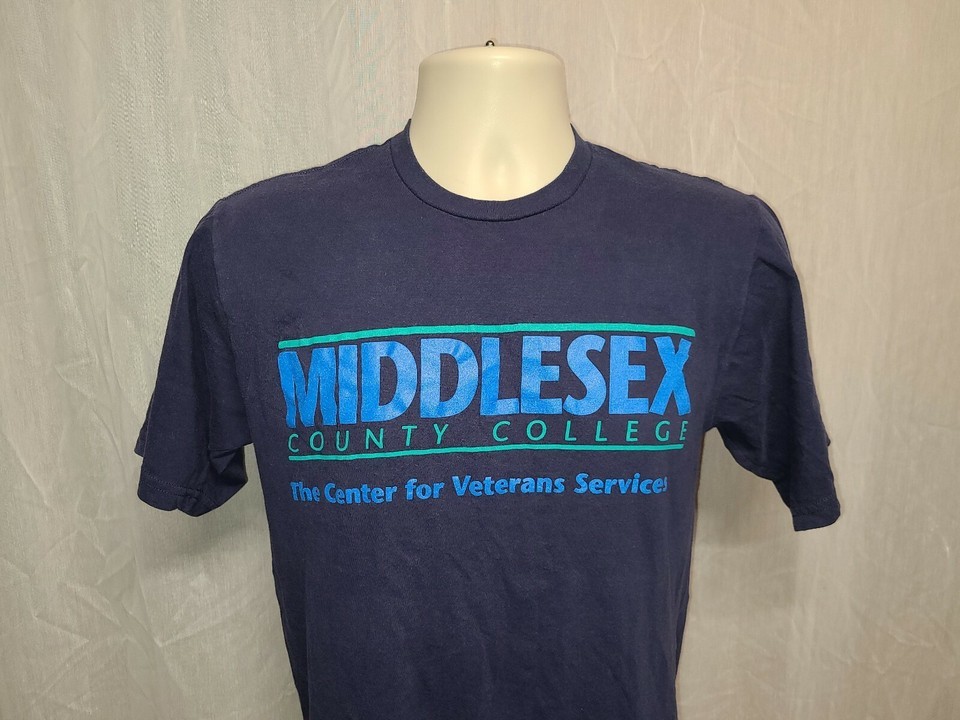 MIDDLESEX
COUNTY COLLEGE
The Center for Veterans Services